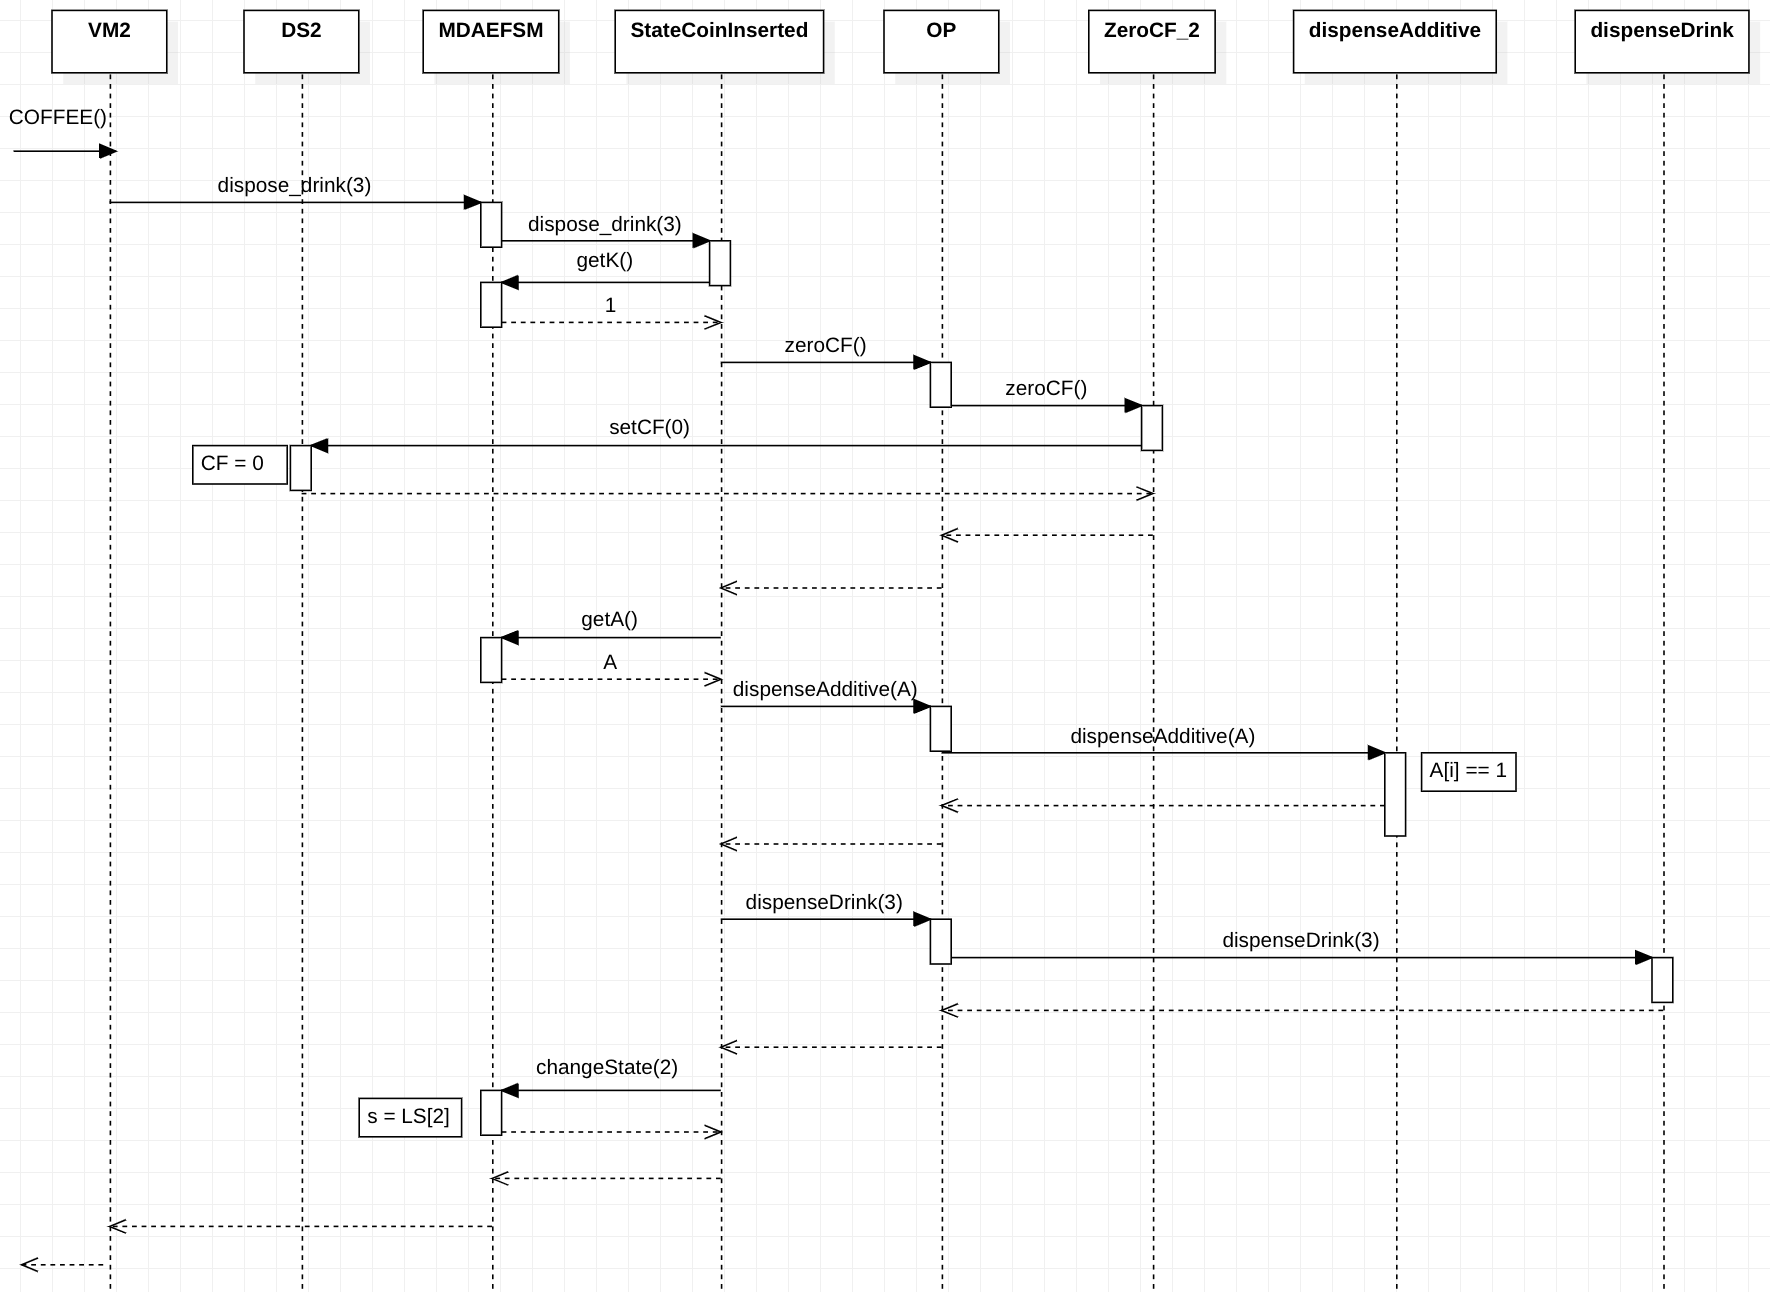 VM2
DS2
MDAEFSM
StateCoinInserted
OP
ZeroCF_2
dispenseAdditive
dispenseDrink
COFFEE()
dispose_drink(3)
dispose_drink(3)
getK()
1
zeroCF()
zeroCF()
setCF(0)
CF = 0
getA()
A
dispenseAdditive(A)
dispenseAdditive(A)
A[i] == 1
dispenseDrink(3)
dispenseDrink(3)
changeState(2)
s = LS[2]